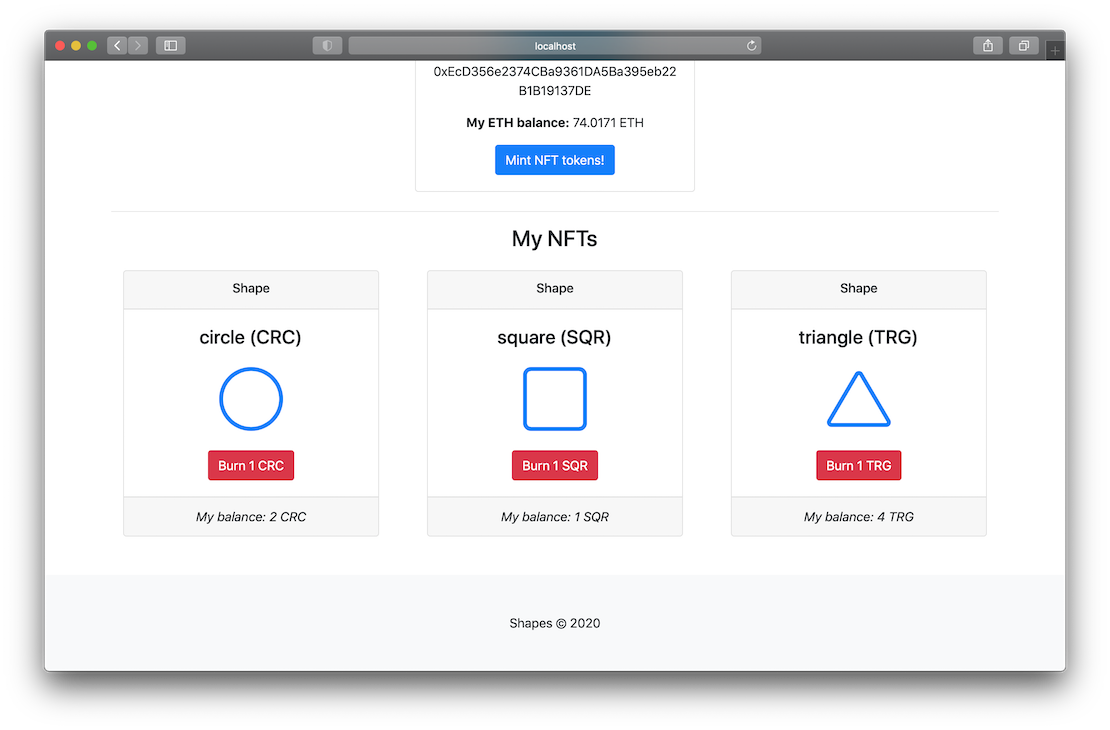 localhost
0xEcD356e2374CBa9361DA5Ba395eb22
B1B19137DE
My ETH balance: 74.0171 ETH
Mint NFT tokens!
My NFTs
Shape
circle (CRC)
Burn 1 CRC
My balance: 2 CRC
Shape
square (SQR)
Burn 1 SQR
My balance: 1 SQR
Shape
triangle (TRG)
Burn 1 TRG
My balance: 4 TRG
Shapes © 2020